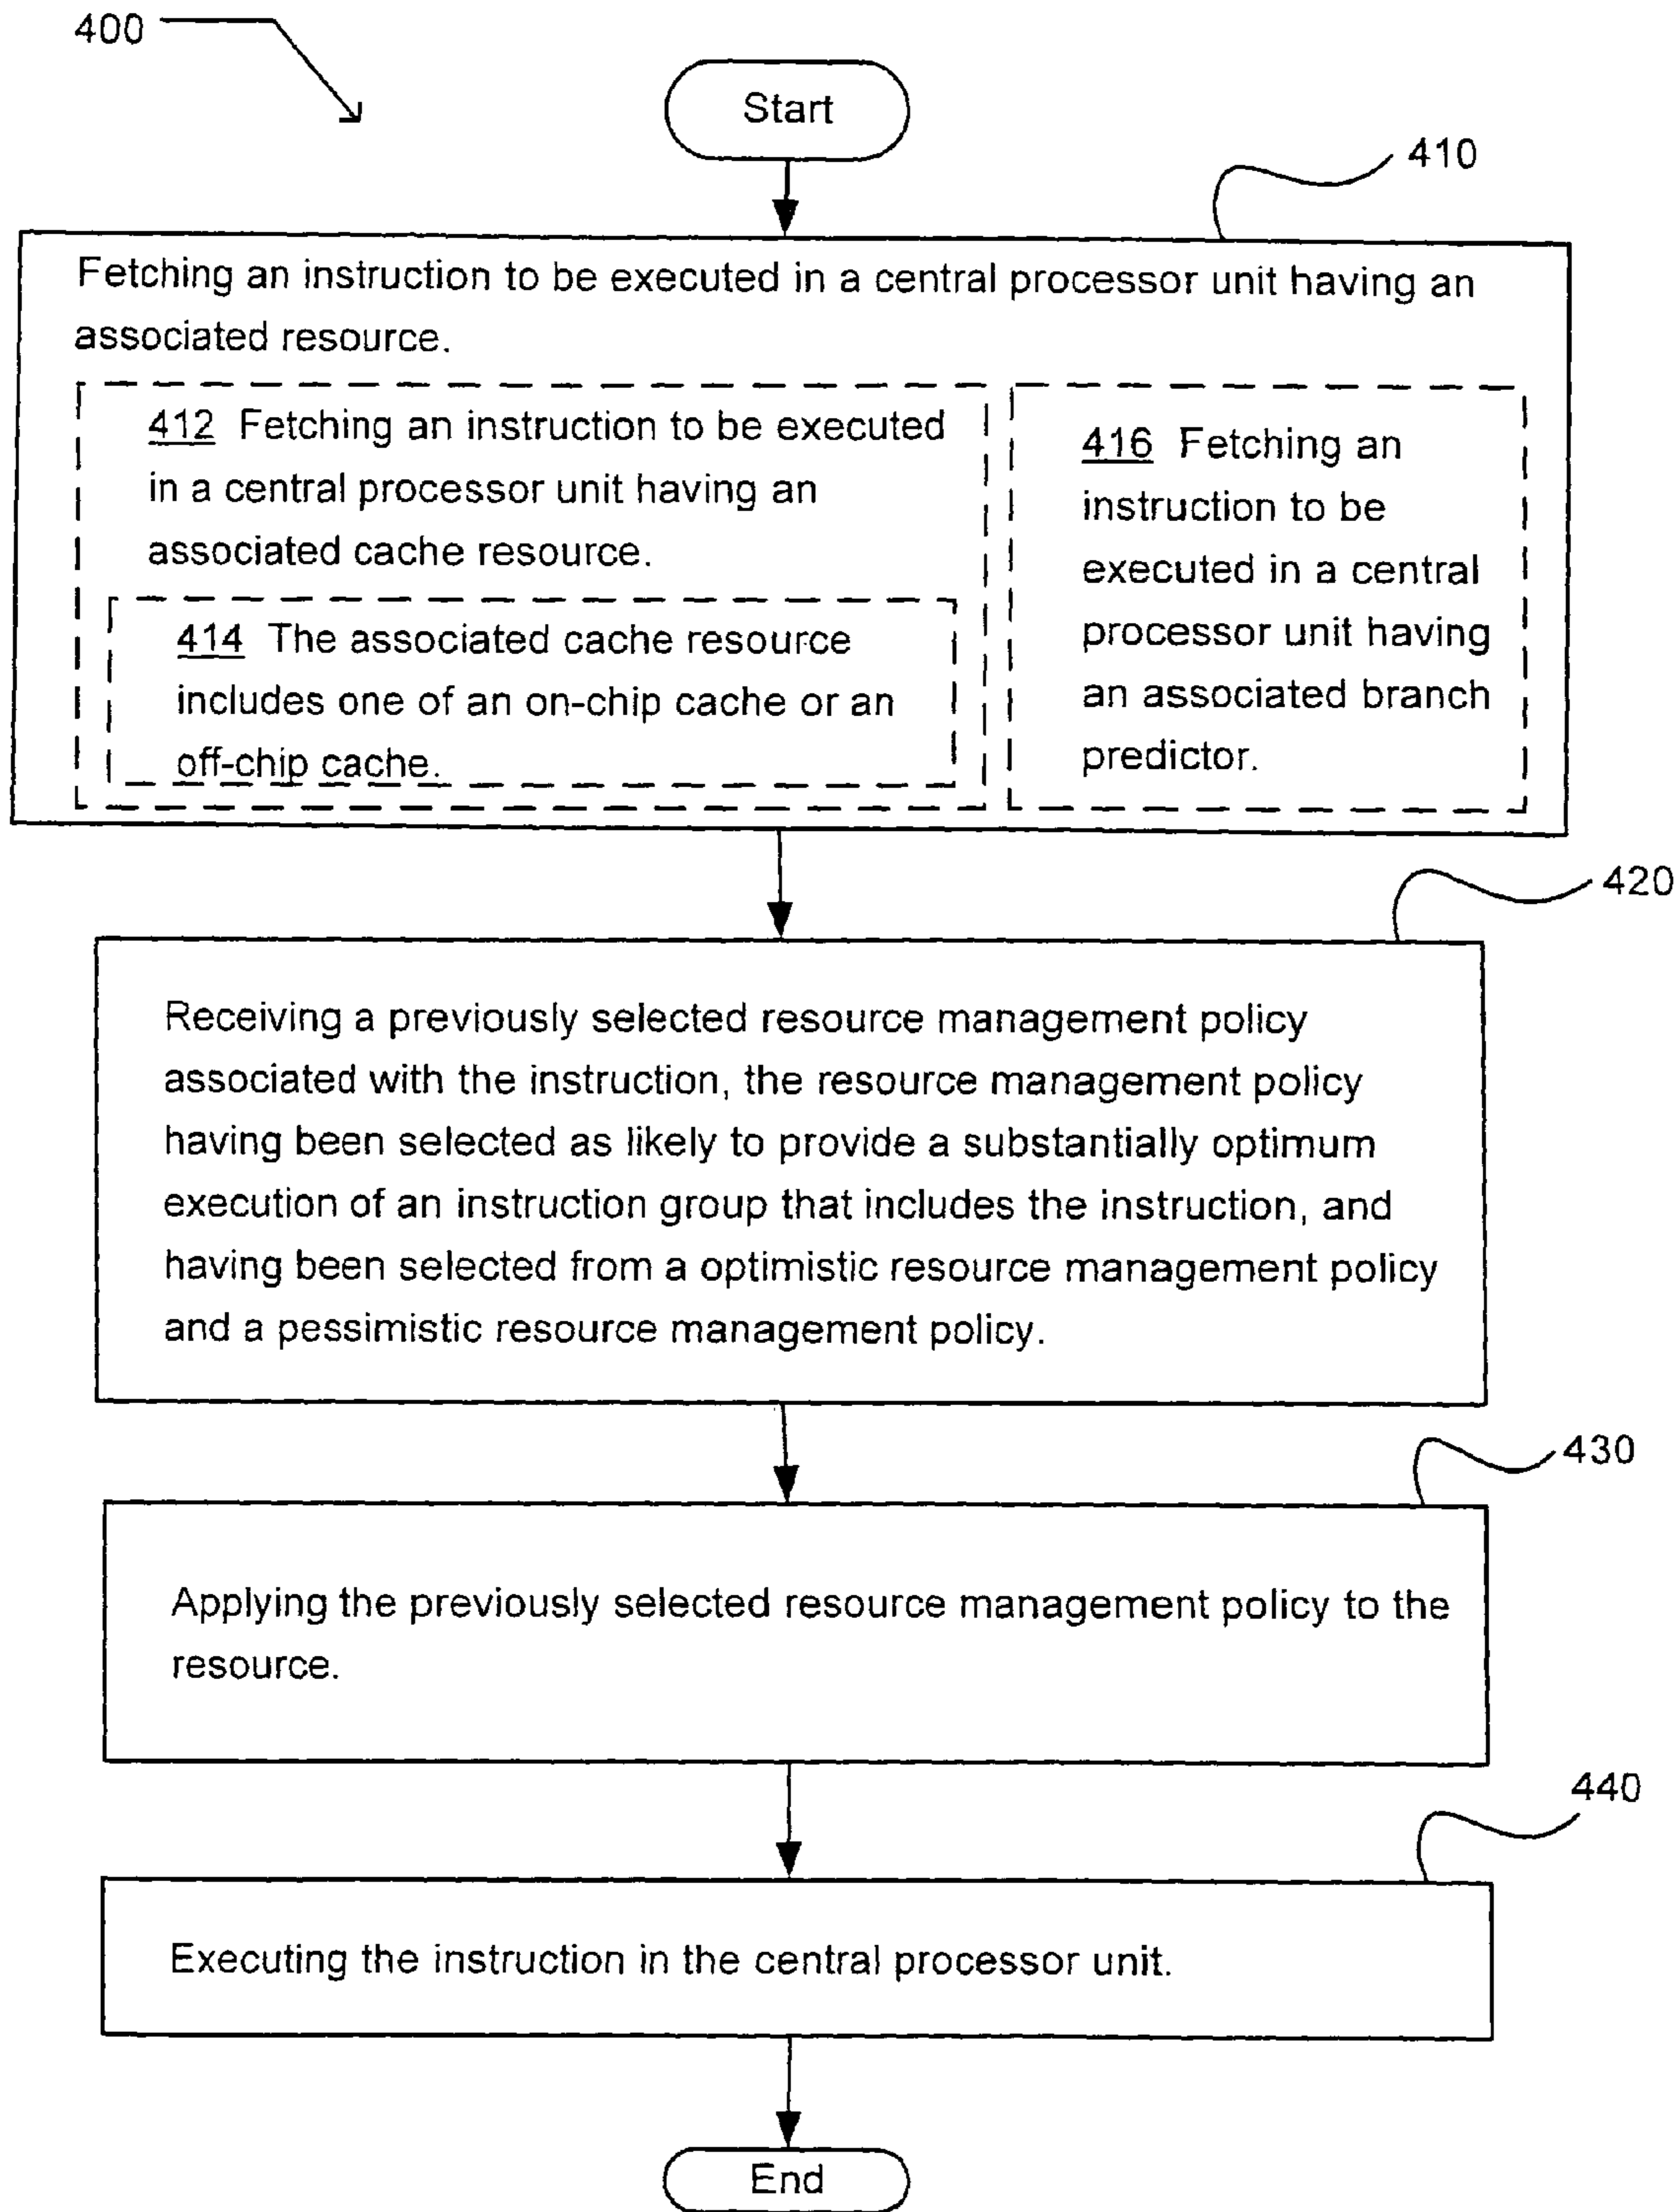 400
Start
410
Fetching an instruction to be executed in a central processor unit having an
associated resource.
412 Fetching an instruction to be executed
in a central processor unit having an
associated cache resource.
414 The associated cache resource
includes one of an on-chip cache or an
off-chip cache.
416 Fetching an
instruction to be
executed in a central
processor unit having
an associated branch
predictor.
420
Receiving a previously selected resource management policy
associated with the instruction, the resource management policy
having been selected as likely to provide a substantially optimum
execution of an instruction group that includes the instruction, and
having been selected from a optimistic resource management policy
and a pessimistic resource management policy.
430
Applying the previously selected resource management policy to the
resource.
440
Executing the instruction in the central processor unit.
End